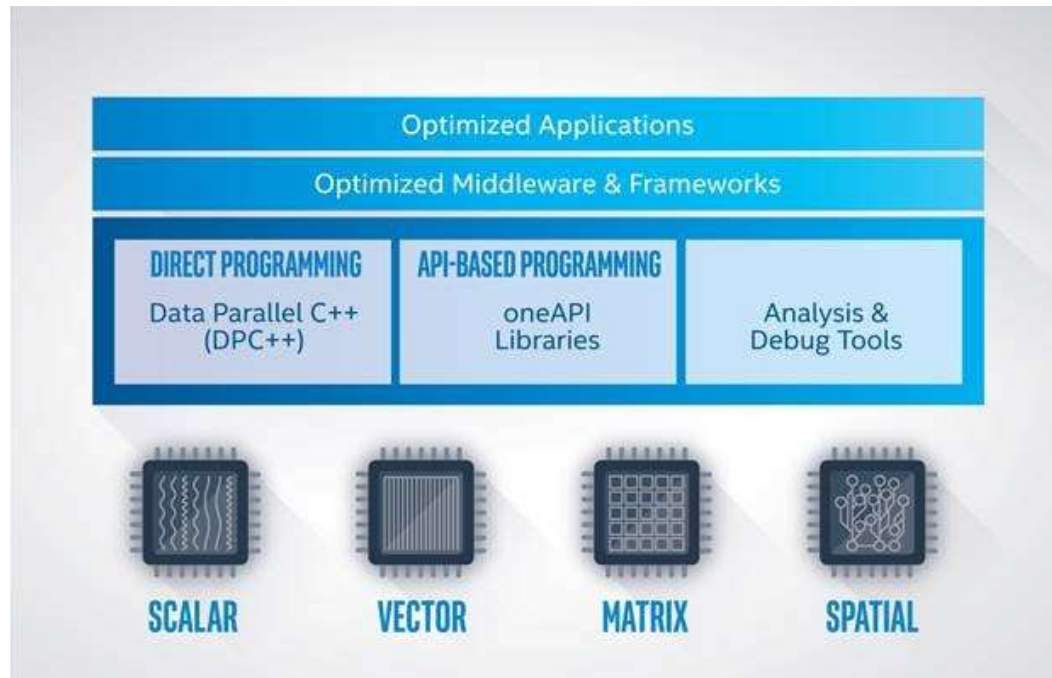 Optimized Applications
Optimized Middleware & Frameworks
DIRECT PROGRAMMING
Data Parallel C++
(DPC++)
API-BASED PROGRAMMING
oneAPI
Libraries
Analysis &
Debug Tools
SCALAR
VECTOR
MATRIX
SPATIAL